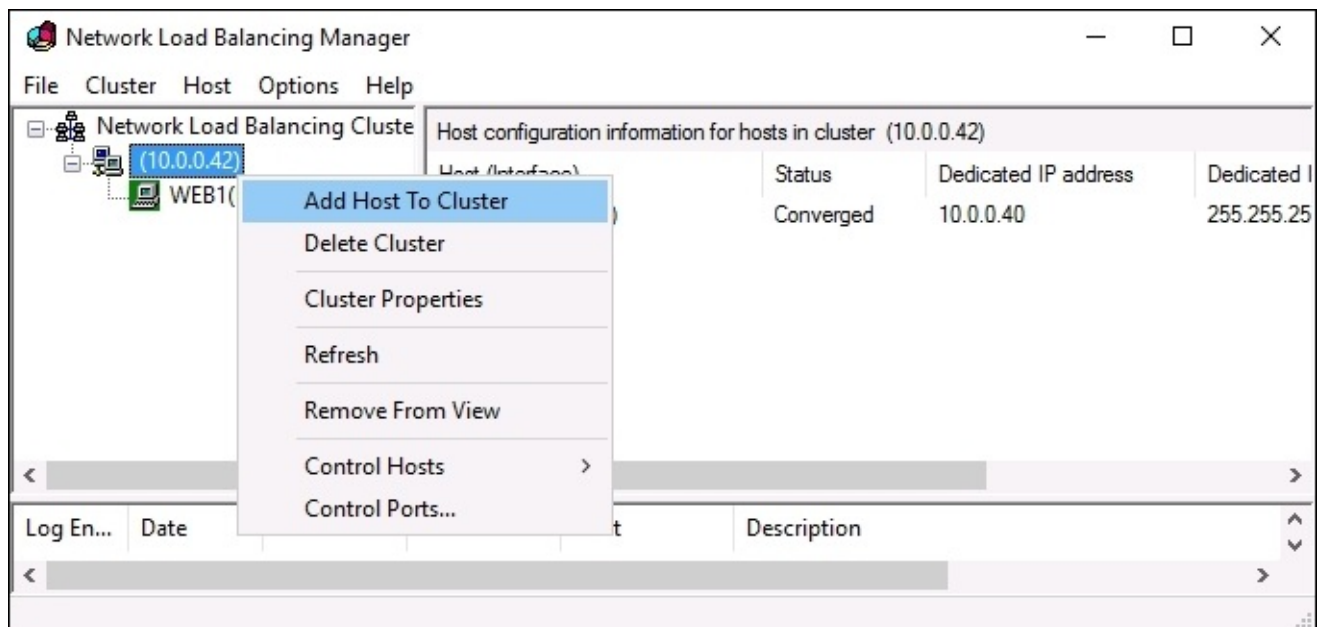 Network Load Balancing Manager
File Cluster Host Options Help
Network Load Balancing Cluste
Host configuration information for hosts in cluster (10.0.0.42)
(10.0.0.42)
Host (Interface) Status Dedicated IP address Dedicated I
WEB1(
) Converged 10.0.0.40 255.255.25
Add Host To Cluster
Delete Cluster
Cluster Properties
Refresh
Remove From View
Control Hosts >
Control Ports...
Log En... Date t Description